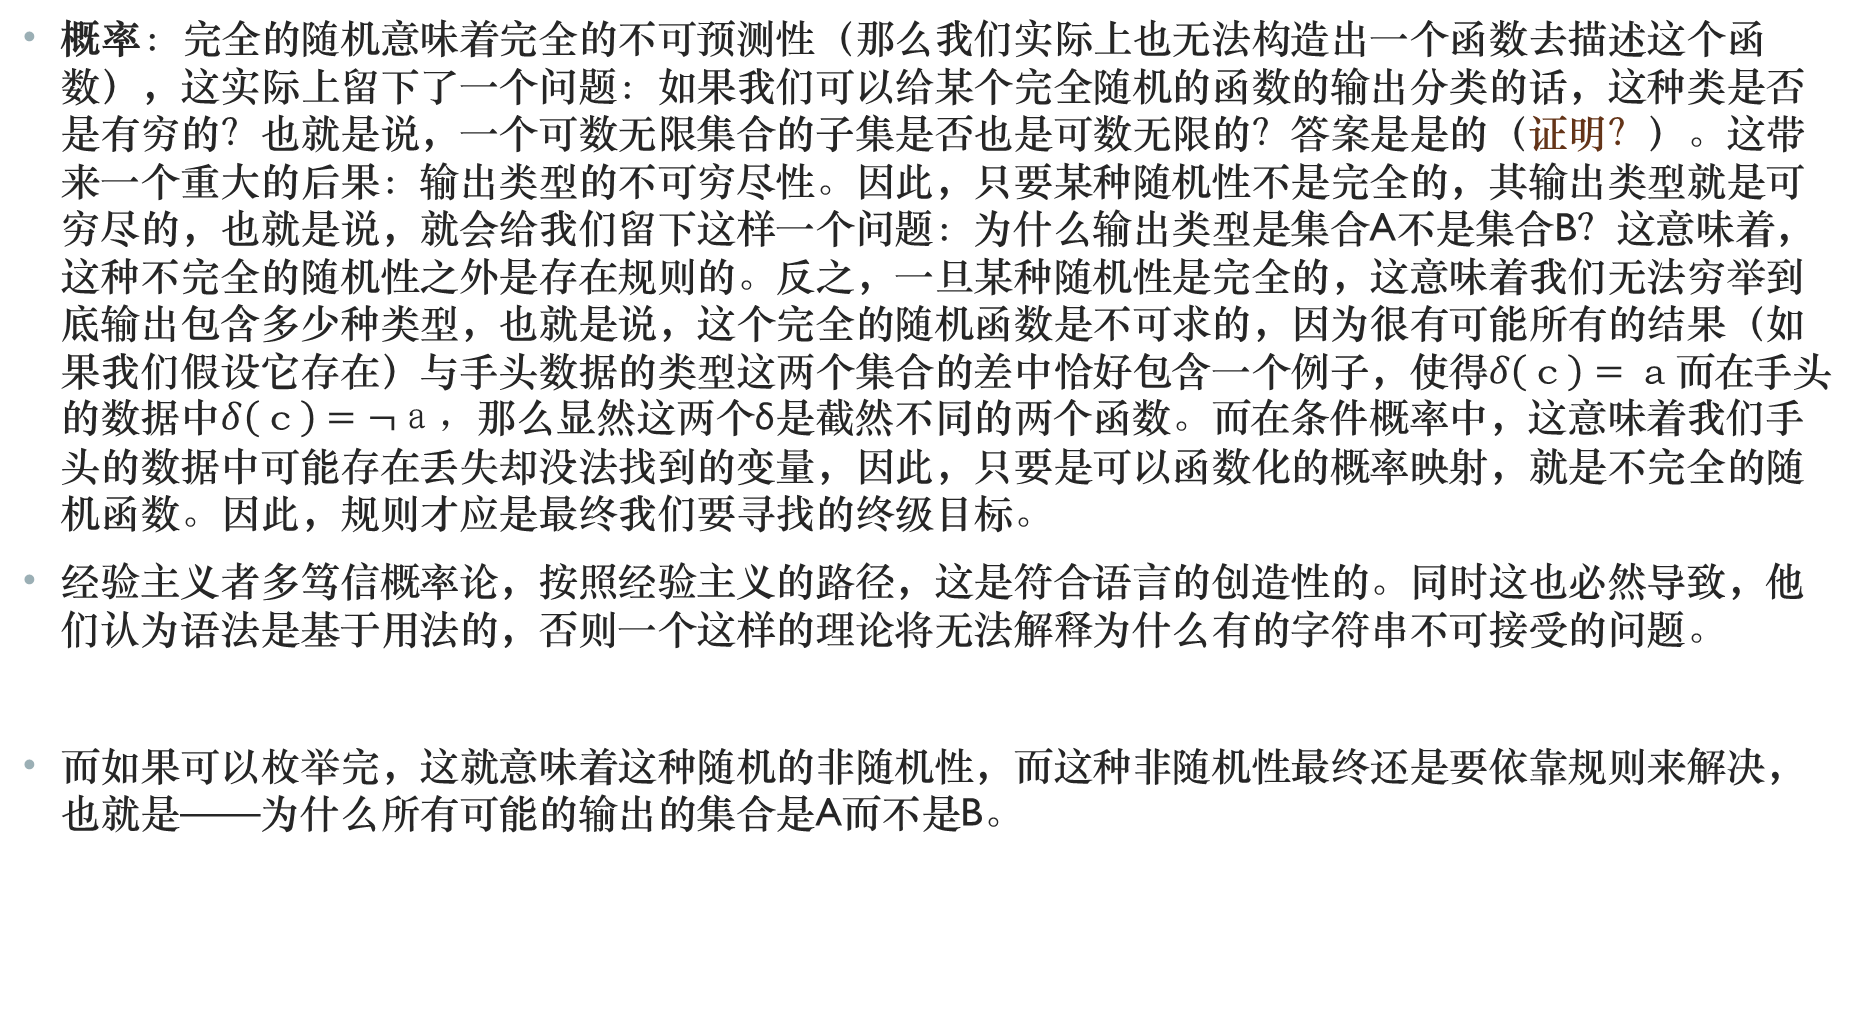 • 概率：完全的随机意味着完全的不可预测性（那么我们实际上也无法构造出一个函数去描述这个函
数），这实际上留下了一个问题：如果我们可以给某个完全随机的函数的输出分类的话，这种类是否
是有穷的？也就是说，一个可数无限集合的子集是否也是可数无限的？答案是是的（证明？）。这带
来一个重大的后果：输出类型的不可穷尽性。因此，只要某种随机性不是完全的，其输出类型就是可
穷尽的，也就是说，就会给我们留下这样一个问题：为什么输出类型是集合A不是集合B？这意味着，
这种不完全的随机性之外是存在规则的。反之，一旦某种随机性是完全的，这意味着我们无法穷举到
底输出包含多少种类型，也就是说，这个完全的随机函数是不可求的，因为很有可能所有的结果（如
果我们假设它存在）与手头数据的类型这两个集合的差中恰好包含一个例子，使得δ(ｃ)＝ ａ而在手头
的数据中δ(ｃ)＝￢ａ，那么显然这两个δ是截然不同的两个函数。而在条件概率中，这意味着我们手
头的数据中可能存在丢失却没法找到的变量，因此，只要是可以函数化的概率映射，就是不完全的随
机函数。因此，规则才应是最终我们要寻找的终级目标。
• 经验主义者多笃信概率论，按照经验主义的路径，这是符合语言的创造性的。同时这也必然导致，他
们认为语法是基于用法的，否则一个这样的理论将无法解释为什么有的字符串不可接受的问题。
• 而如果可以枚举完，这就意味着这种随机的非随机性，而这种非随机性最终还是要依靠规则来解决，
也就是——为什么所有可能的输出的集合是A而不是B。